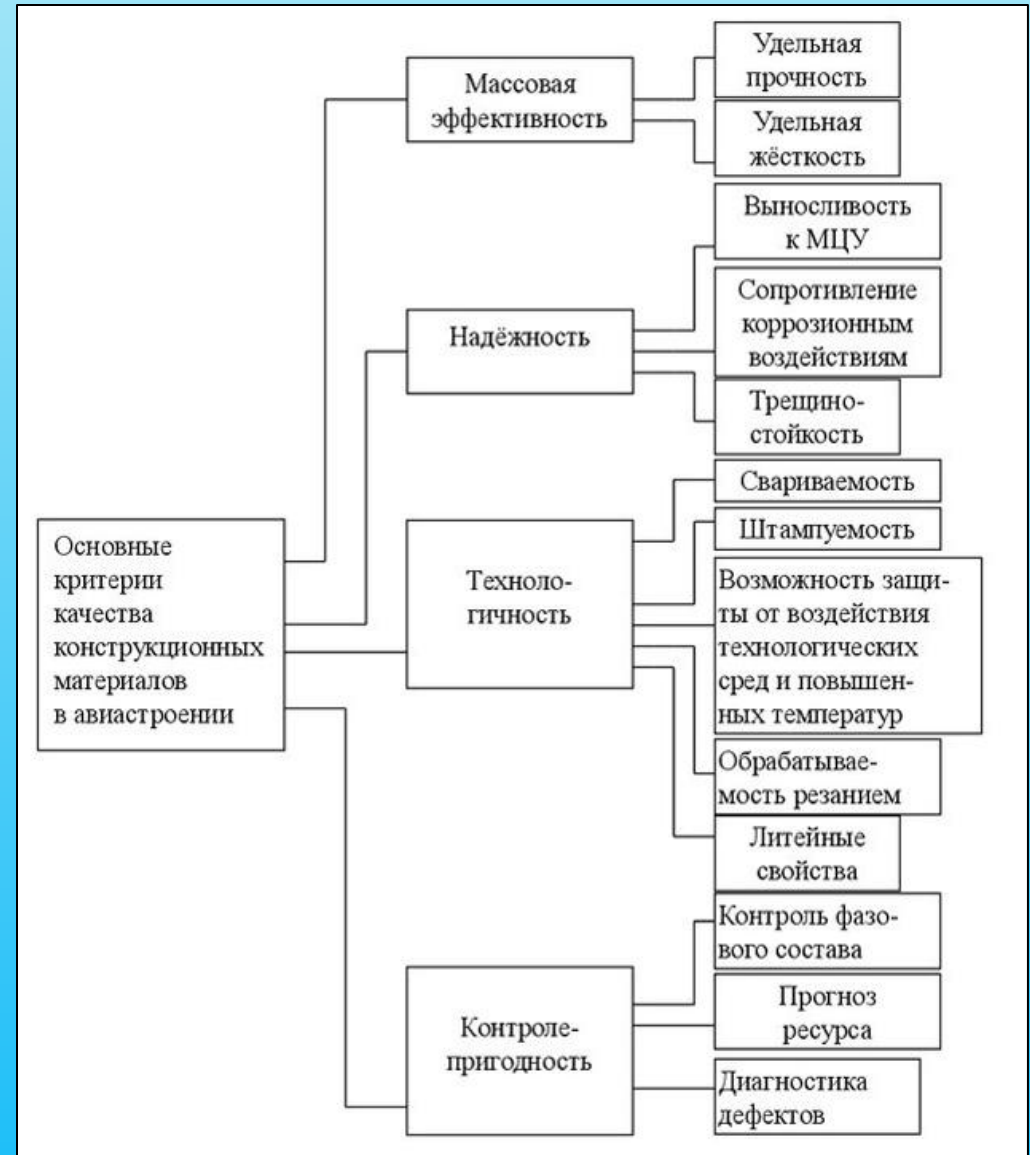 Основные
критерии
качества
конструкционных
материалов
в авиастроении
Массовая
эффективность
Удельная
прочность
Удельная
жёсткость
Надёжность
Выносливость
к МЦУ
Сопротивление
коррозионным
воздействиям
Трещино-
стойкость
Техноло-
гичность
Свариваемость
Штампуемость
Возможность защи-
ты от воздействия
технологических
сред и повышен-
ных температур
Обрабатывае-
мость резанием
Литейные
свойства
Контроле-
пригодность
Контроль фазо-
вого состава
Прогноз
ресурса
Диагностика
дефектов